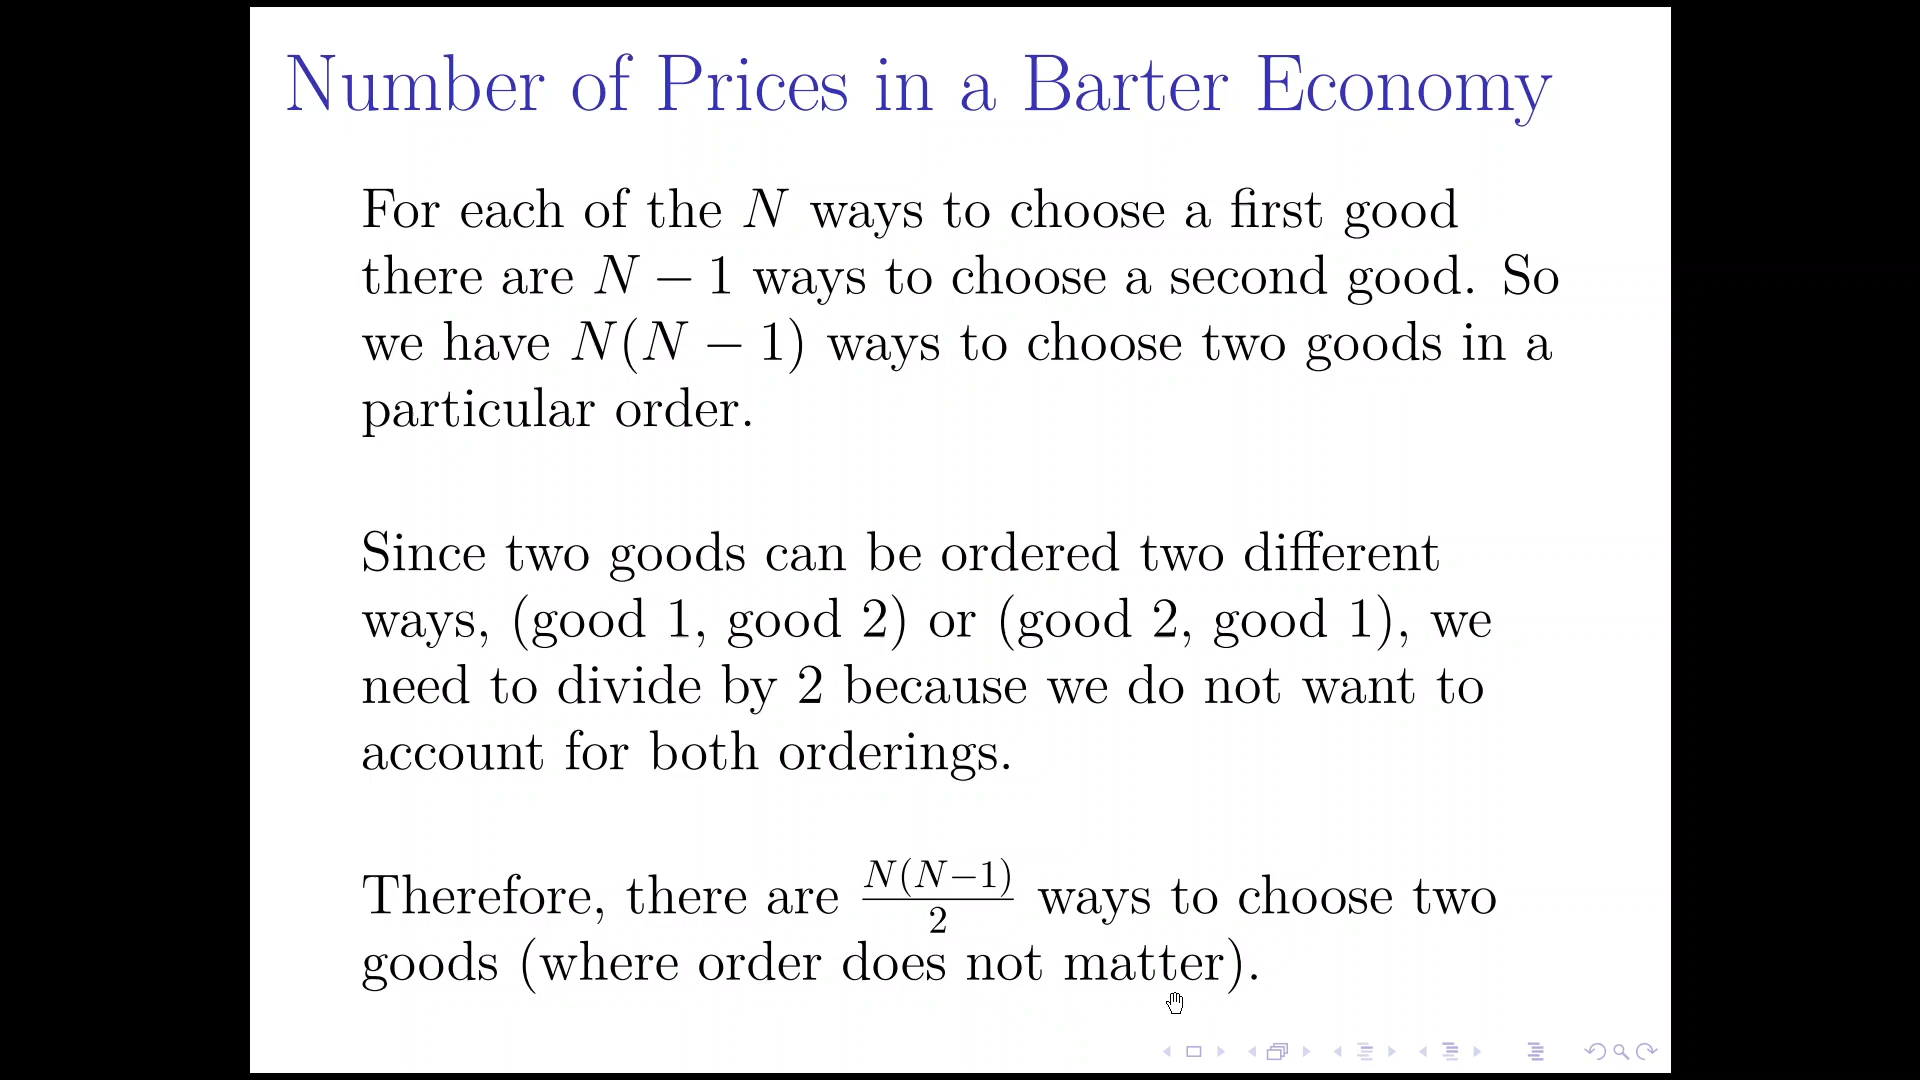 Number of Prices in a Barter Economy
For each of the N ways to choose a first good
there are N − 1 ways to choose a second good. So
we have N(N − 1) ways to choose two goods in a
particular order.
Since two goods can be ordered two different
ways, (good 1, good 2) or (good 2, good 1), we
need to divide by 2 because we do not want to
account for both orderings.
Therefore, there are N(N−1)/2 ways to choose two
goods (where order does not matter).